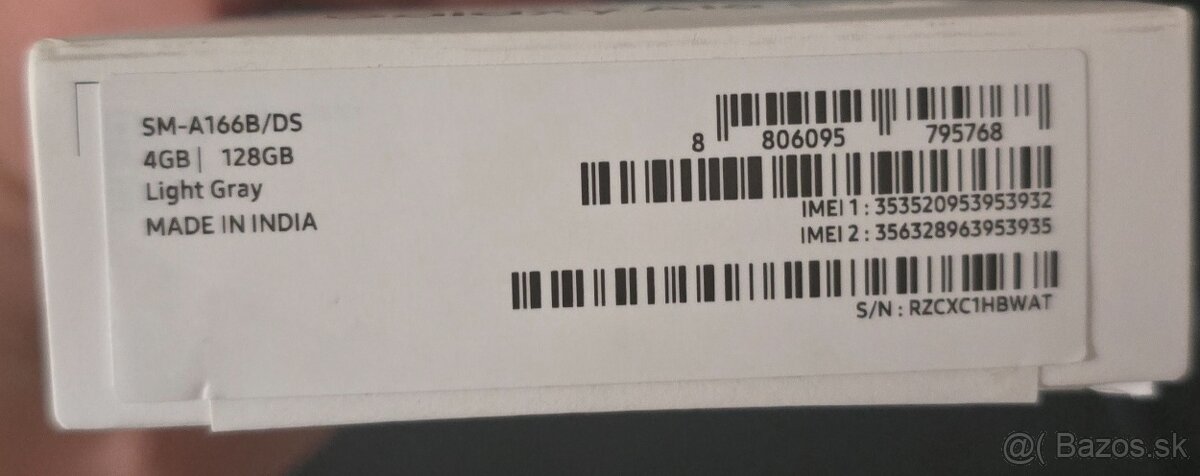 SM-A166B/DS
4GB | 128GB
Light Gray
MADE IN INDIA
8 806095 795768
IMEI 1 : 353520953953932
IMEI 2 : 356328963953935
S/N : RZCXC1HBWAT
@( Bazos.sk